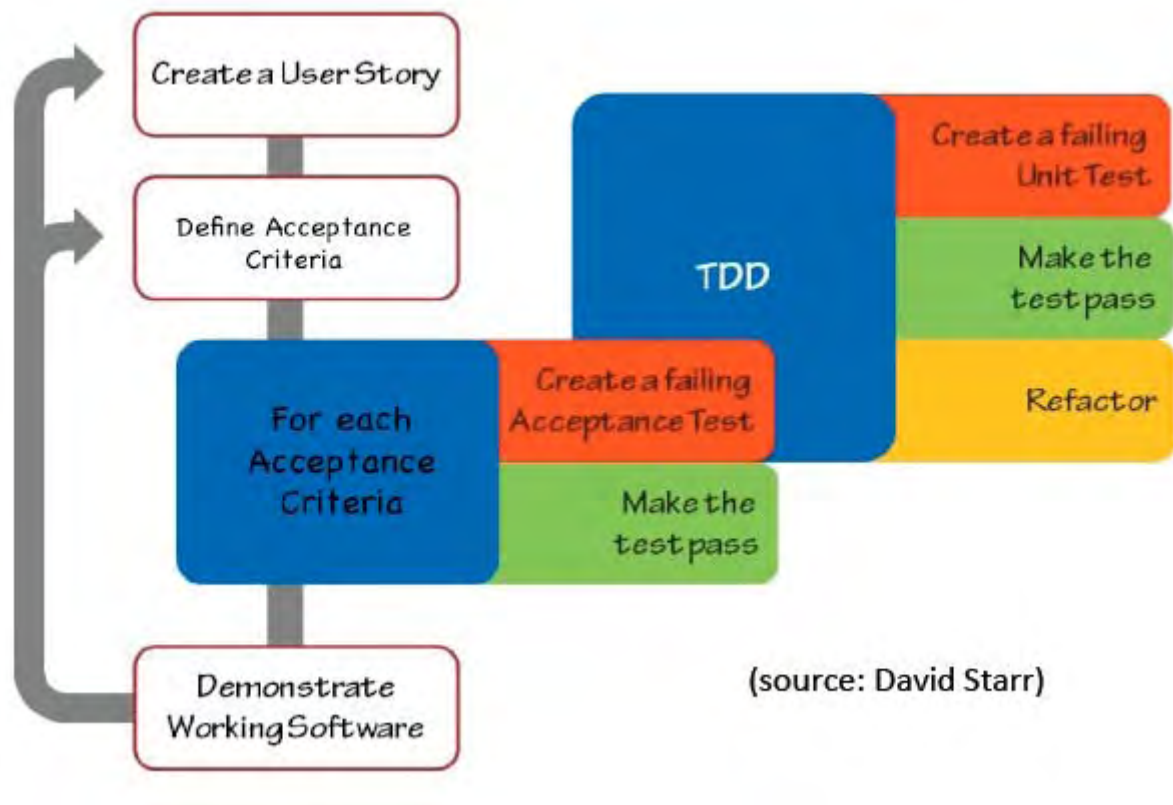 Create a User Story
Define Acceptance
Criteria
For each
Acceptance
Criteria
Create a failing
Acceptance Test
Make the
test pass
TDD
Create a failing
Unit Test
Make the
test pass
Refactor
Demonstrate
Working Software
(source: David Starr)